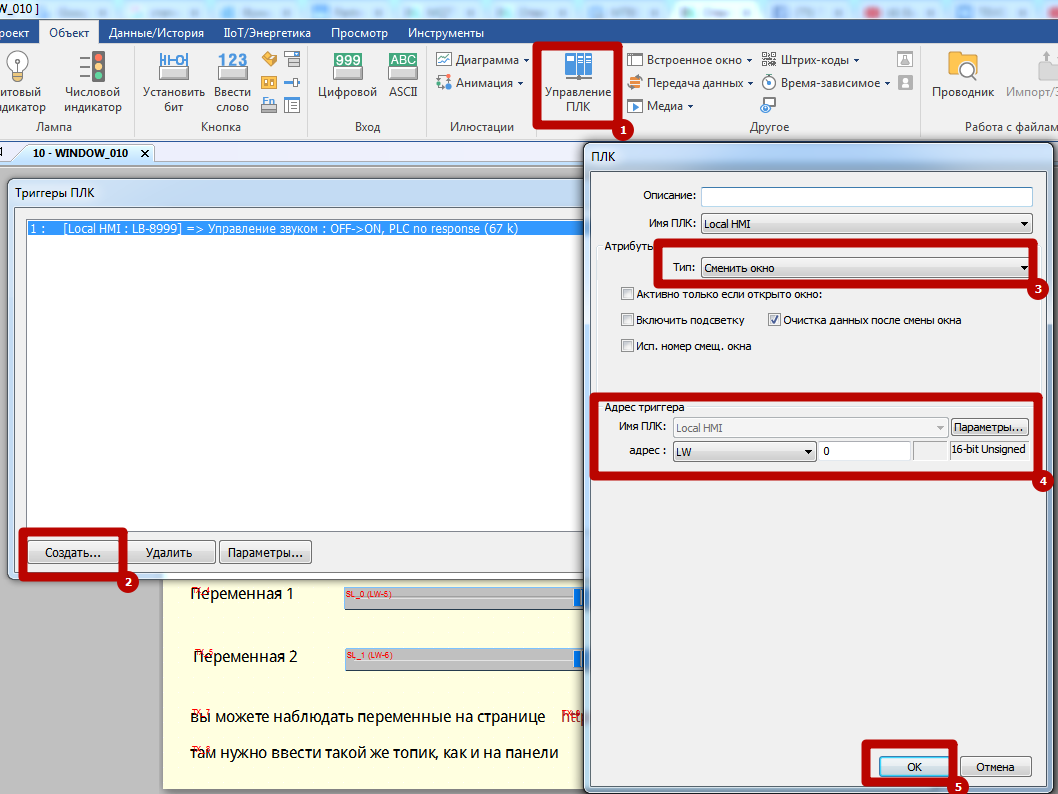 W_010 ]
роект Объект Данные/История IIoT/Энергетика Просмотр Инструменты
итовый
ндикатор
Числовой
индикатор
Лампа
Установить
бит
123
Ввести
слово
Кнопка
999
Цифровой
ABC
ASCII
Ввод
Диаграмма
Анимация
Илюстации
Управление
ПЛК
1
Встроенное окно
Передача данных
Медиа
Штрих-коды
Время-зависимое
Другое
Проводник
Импорт/Э
Работа с файлам
10 - WINDOW_010
Триггеры ПЛК
1 : [Local HMI : LB-8999] => Управление звуком : OFF->ON, PLC no response (67 k)
Создать... Удалить Параметры...
2
ПЛК
Описание:
Имя ПЛК: Local HMI
Атрибуты
Тип: Сменить окно
3
Активно только если открыто окно:
Включить подсветку Очистка данных после смены окна
Исп. номер смещ. окна
Адрес триггера
Имя ПЛК: Local HMI Параметры...
адрес : LW 0 16-bit Unsigned
4
OK Отмена
5
Переменная 1 SL_0 (LW-5)
Переменная 2 SL_1 (LW-6)
вы можете наблюдать переменные на странице http
там нужно ввести такой же топик, как и на панели